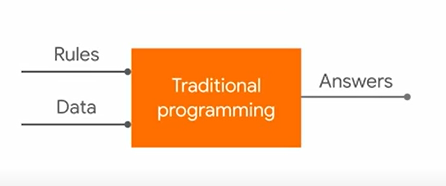 Rules
Data
Traditional
programming
Answers